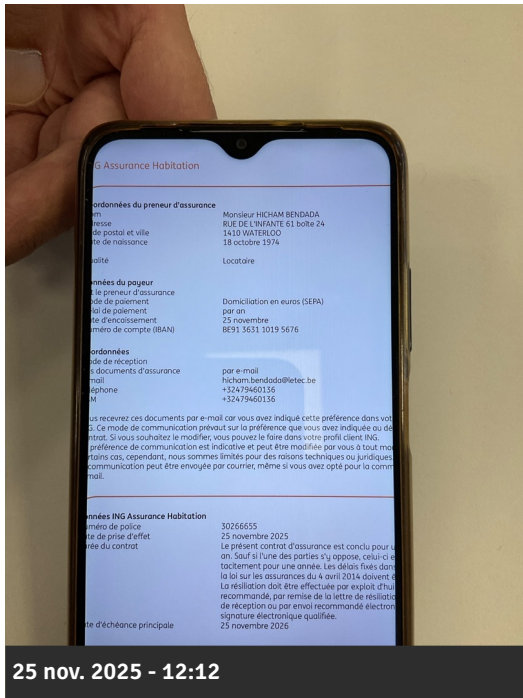 G Assurance Habitation
ordonnées du preneur d'assurance
om Monsieur HICHAM BENDADA
resse RUE DE L'INFANTE 61 boîte 24
de postal et ville 1410 WATERLOO
te de naissance 18 octobre 1974
alité Locataire
nnées du payeur
t le preneur d'assurance
ode de paiement Domiciliation en euros (SEPA)
lai de paiement par an
te d'encaissement 25 novembre
méro de compte (IBAN) BE91 3631 1019 5676
ordonnées
ode de réception
s documents d'assurance par e-mail
mail hicham.bendada@letec.be
léphone +32479460136
M +32479460136
us recevrez ces documents par e-mail car vous avez indiqué cette préférence dans vot
G. Ce mode de communication prévaut sur la préférence que vous avez indiquée au dé
ntrat. Si vous souhaitez le modifier, vous pouvez le faire dans votre profil client ING.
préférence de communication est indicative et peut être modifiée par vous à tout mo
rtains cas, cependant, nous sommes limités pour des raisons techniques ou juridiques.
communication peut être envoyée par courrier, même si vous avez opté pour la comm
mail.
nnées ING Assurance Habitation
méro de police 30266655
te de prise d'effet 25 novembre 2025
rée du contrat Le présent contrat d'assurance est conclu pour u
an. Sauf si l'une des parties s'y oppose, celui-ci e
tacitement pour une année. Les délais fixés dans
la loi sur les assurances du 4 avril 2014 doivent ê
La résiliation doit être effectuée par exploit d'hui
recommandé, par remise de la lettre de résiliatio
de réception ou par envoi recommandé électron
signature électronique qualifiée.
te d'échéance principale 25 novembre 2026
25 nov. 2025 - 12:12